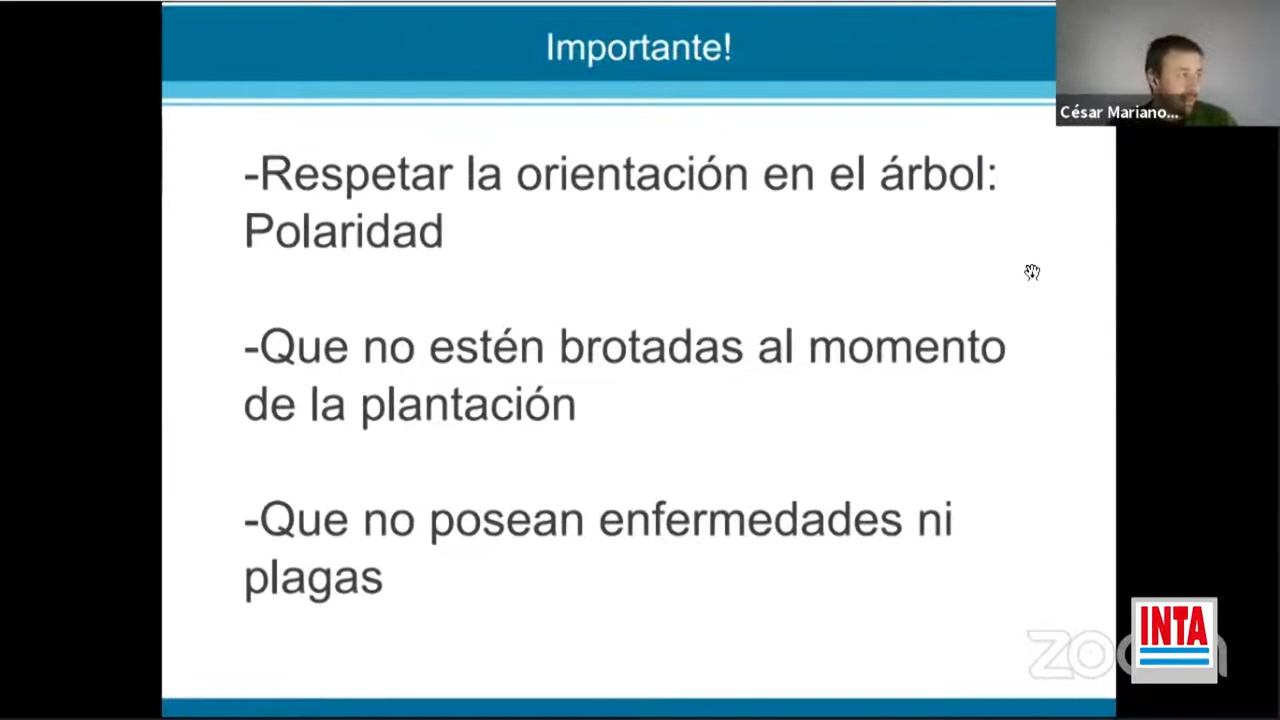 Importante!
César Mariano...
-Respetar la orientación en el árbol:
Polaridad
-Que no estén brotadas al momento
de la plantación
-Que no posean enfermedades ni
plagas
INTA
zoom